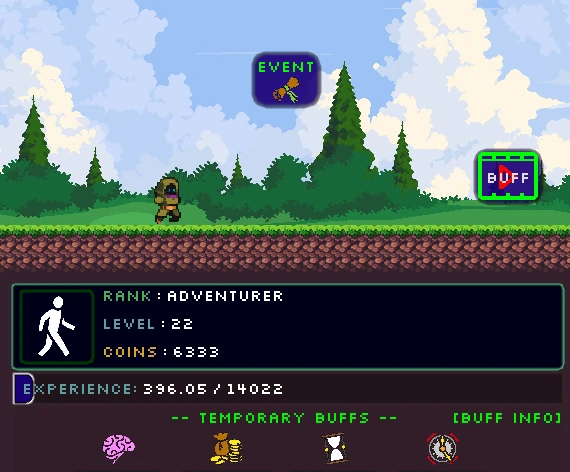 EVENT
BUFF
RANK: ADVENTURER
LEVEL: 22
COINS: 6333
EXPERIENCE: 396.05 / 14022
-- TEMPORARY BUFFS -- [BUFF INFO]